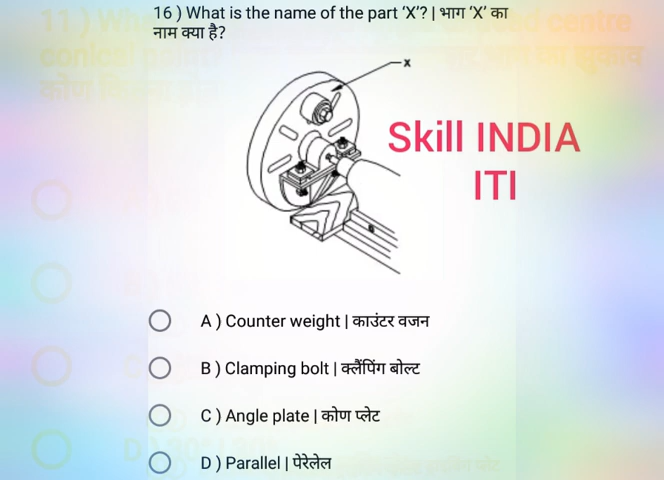 16 ) What is the name of the part ‘X’? | भाग ‘X’ का
नाम क्या है?
X
Skill INDIA
ITI
A ) Counter weight | काउंटर वजन
B ) Clamping bolt | क्लैंपिंग बोल्ट
C ) Angle plate | कोण प्लेट
D ) Parallel | पेरेलेल